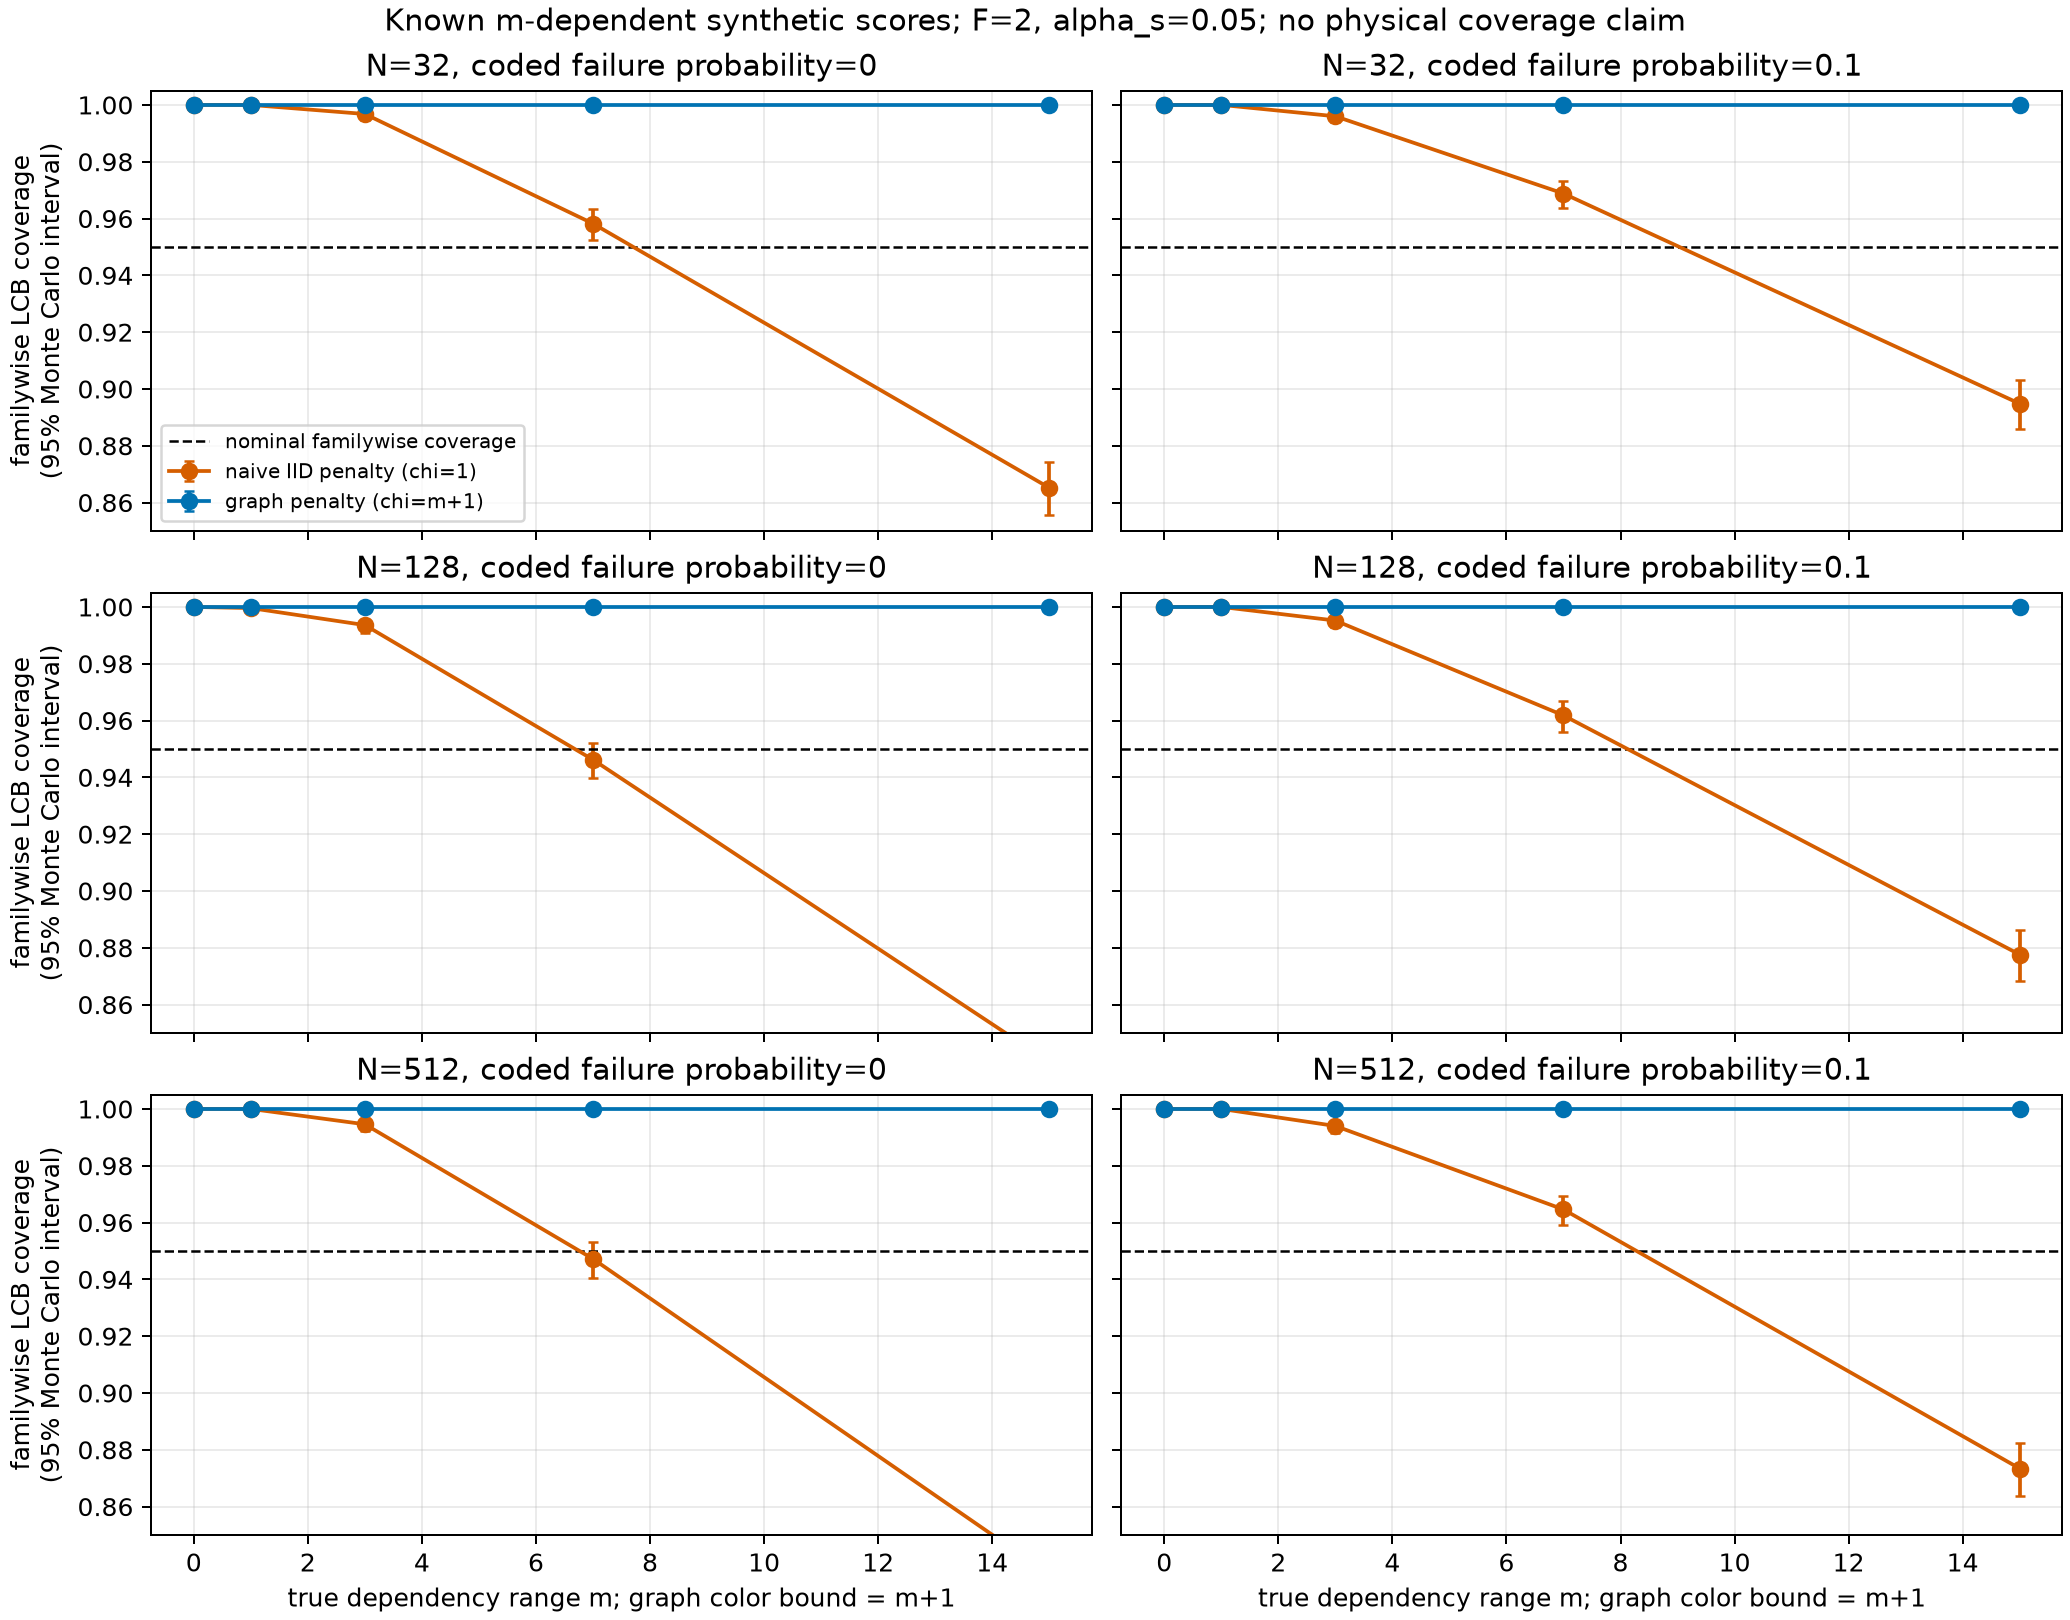 Known m-dependent synthetic scores; F=2, alpha_s=0.05; no physical coverage claim
N=32, coded failure probability=0
N=32, coded failure probability=0.1
familywise LCB coverage
(95% Monte Carlo interval)
1.00
0.98
0.96
0.94
0.92
0.90
0.88
0.86
nominal familywise coverage
naive IID penalty (chi=1)
graph penalty (chi=m+1)
N=128, coded failure probability=0
N=128, coded failure probability=0.1
familywise LCB coverage
(95% Monte Carlo interval)
1.00
0.98
0.96
0.94
0.92
0.90
0.88
0.86
N=512, coded failure probability=0
N=512, coded failure probability=0.1
familywise LCB coverage
(95% Monte Carlo interval)
1.00
0.98
0.96
0.94
0.92
0.90
0.88
0.86
0 2 4 6 8 10 12 14
0 2 4 6 8 10 12 14
true dependency range m; graph color bound = m+1
true dependency range m; graph color bound = m+1